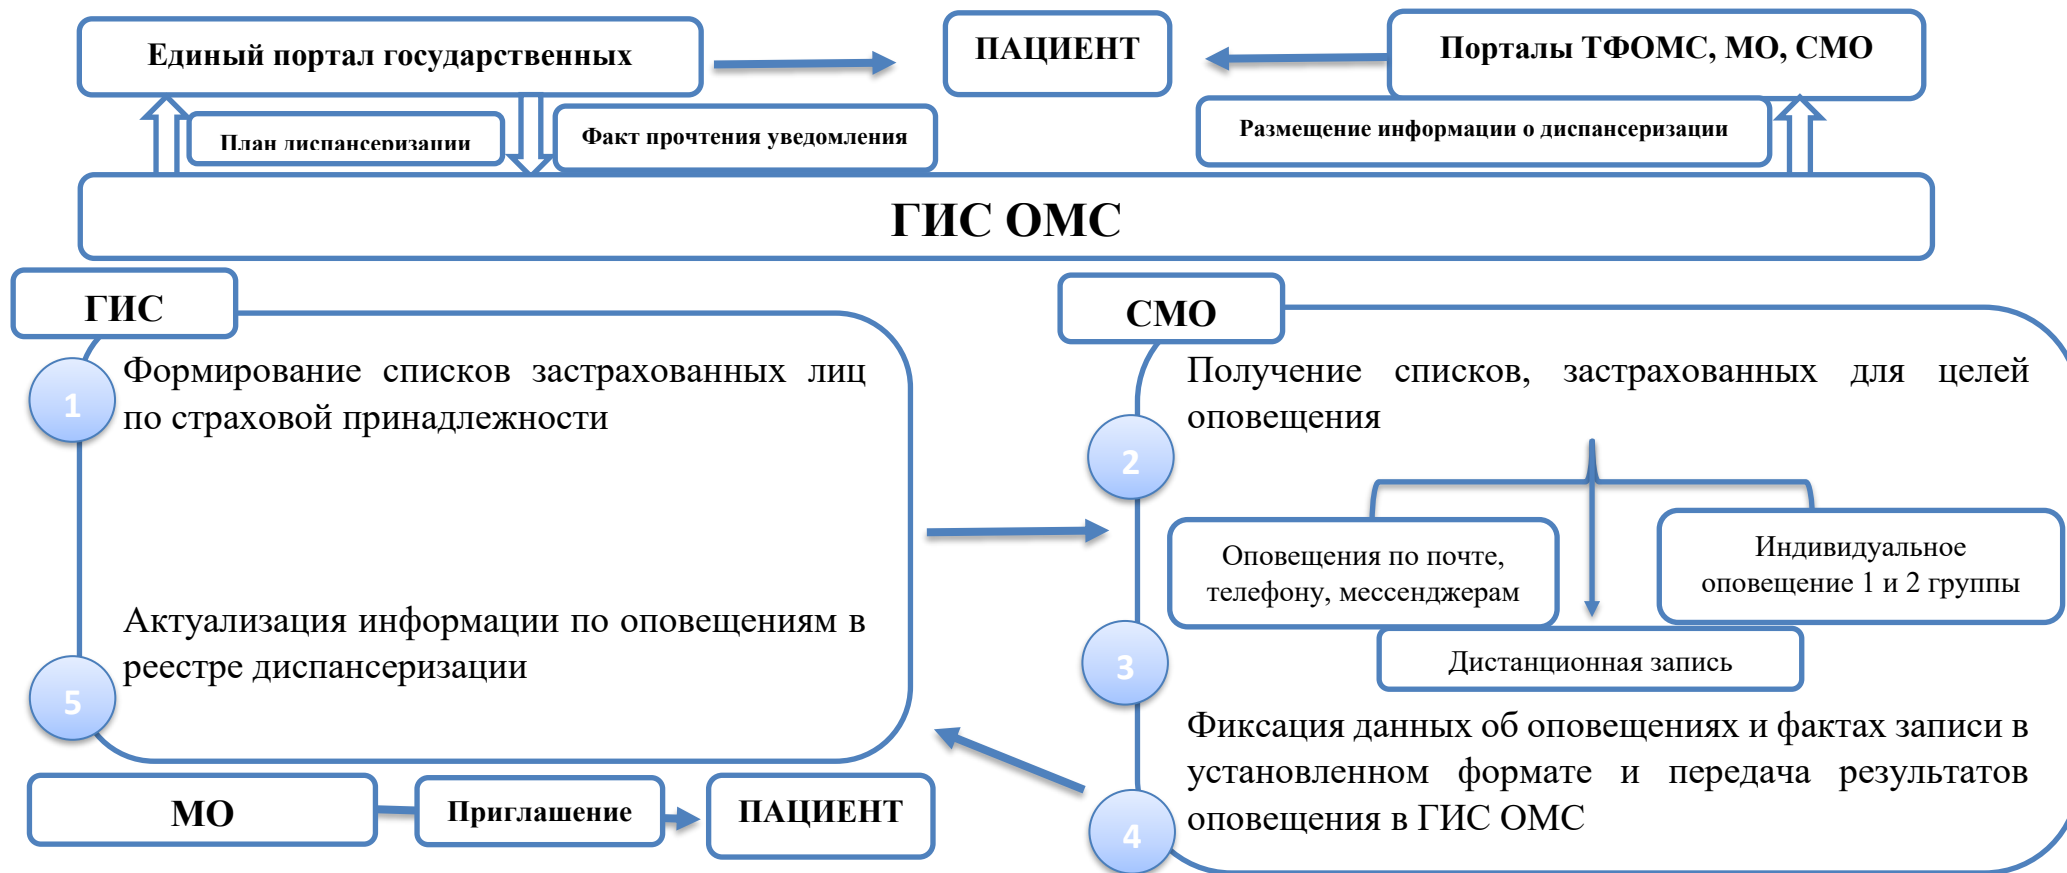 Единый портал государственных
ПАЦИЕНТ
Порталы ТФОМС, МО, СМО
План диспансеризации
Факт прочтения уведомления
Размещение информации о диспансеризации
ГИС ОМС
ГИС
1
Формирование списков застрахованных лиц
по страховой принадлежности
Актуализация информации по оповещениям в
реестре диспансеризации
5
СМО
Получение списков, застрахованных для целей
оповещения
2
Оповещения по почте,
телефону, мессенджерам
Индивидуальное
оповещение 1 и 2 группы
3
Дистанционная запись
Фиксация данных об оповещениях и фактах записи в
установленном формате и передача результатов
оповещения в ГИС ОМС
4
МО
Приглашение
ПАЦИЕНТ